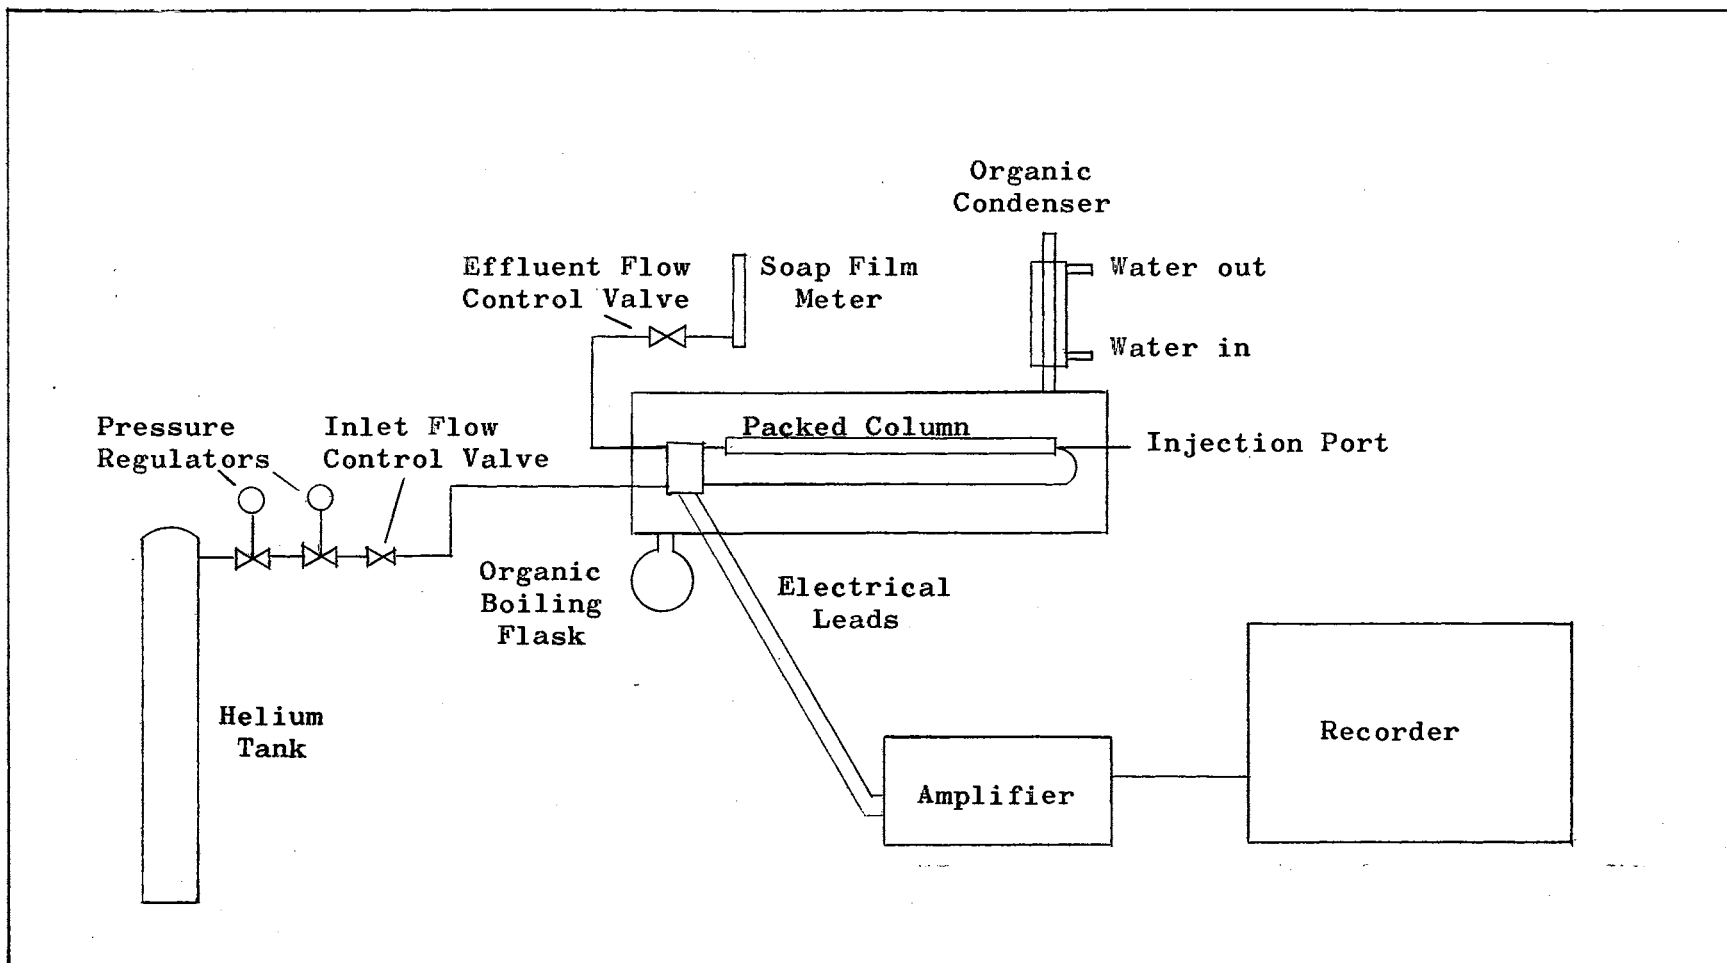 Organic
Condenser
Effluent Flow
Control Valve
Soap Film
Meter
Water out
Water in
Pressure
Regulators
Inlet Flow
Control Valve
Packed Column
Injection Port
Organic
Boiling
Flask
Electrical
Leads
Helium
Tank
Amplifier
Recorder